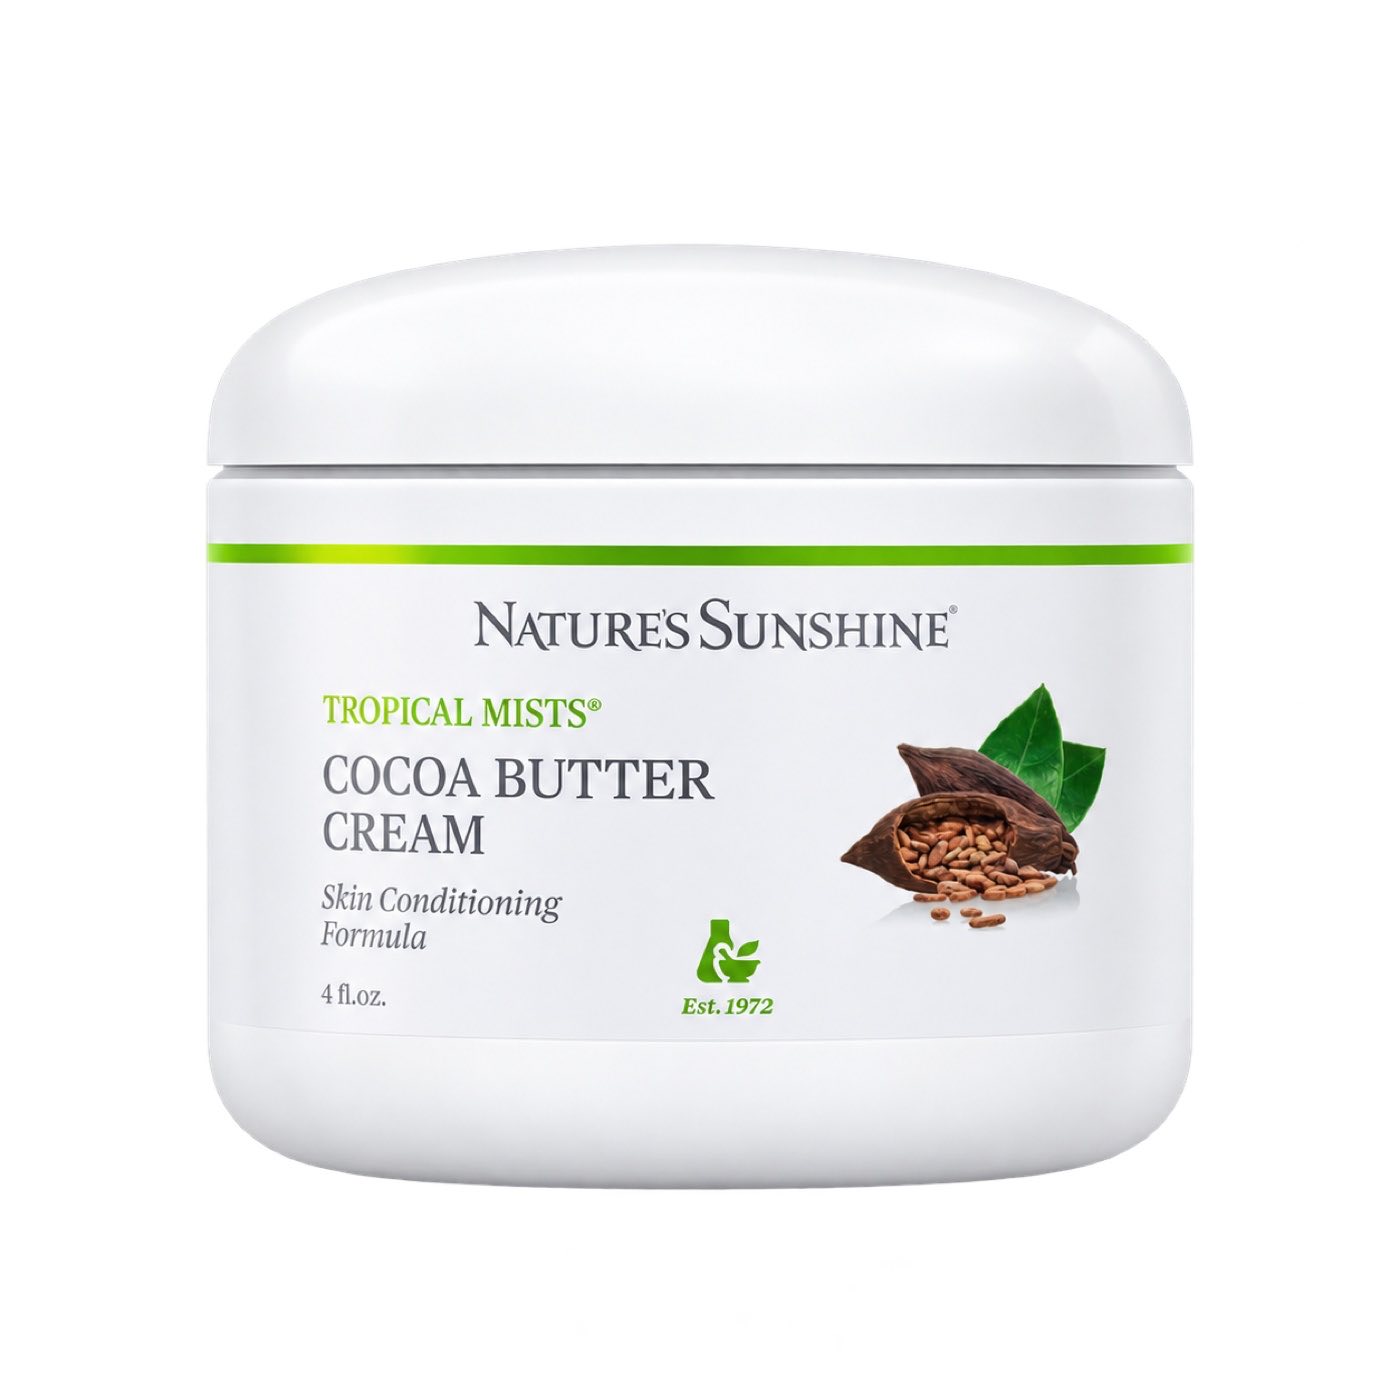 NATURE'S SUNSHINE®
TROPICAL MISTS®
COCOA BUTTER
CREAM
Skin Conditioning
Formula
4 fl.oz.
Est. 1972